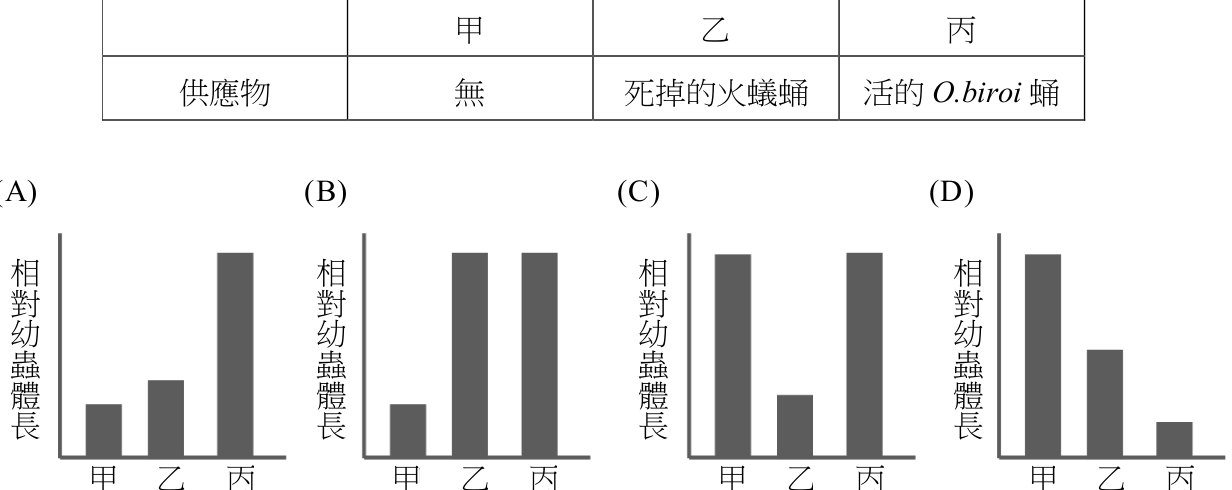 甲 乙 丙
供應物 無 死掉的火蟻蛹 活的 O.biroi 蛹
(A) (B) (C) (D)
相對幼蟲體長 相對幼蟲體長 相對幼蟲體長 相對幼蟲體長
甲 乙 丙 甲 乙 丙 甲 乙 丙 甲 乙 丙